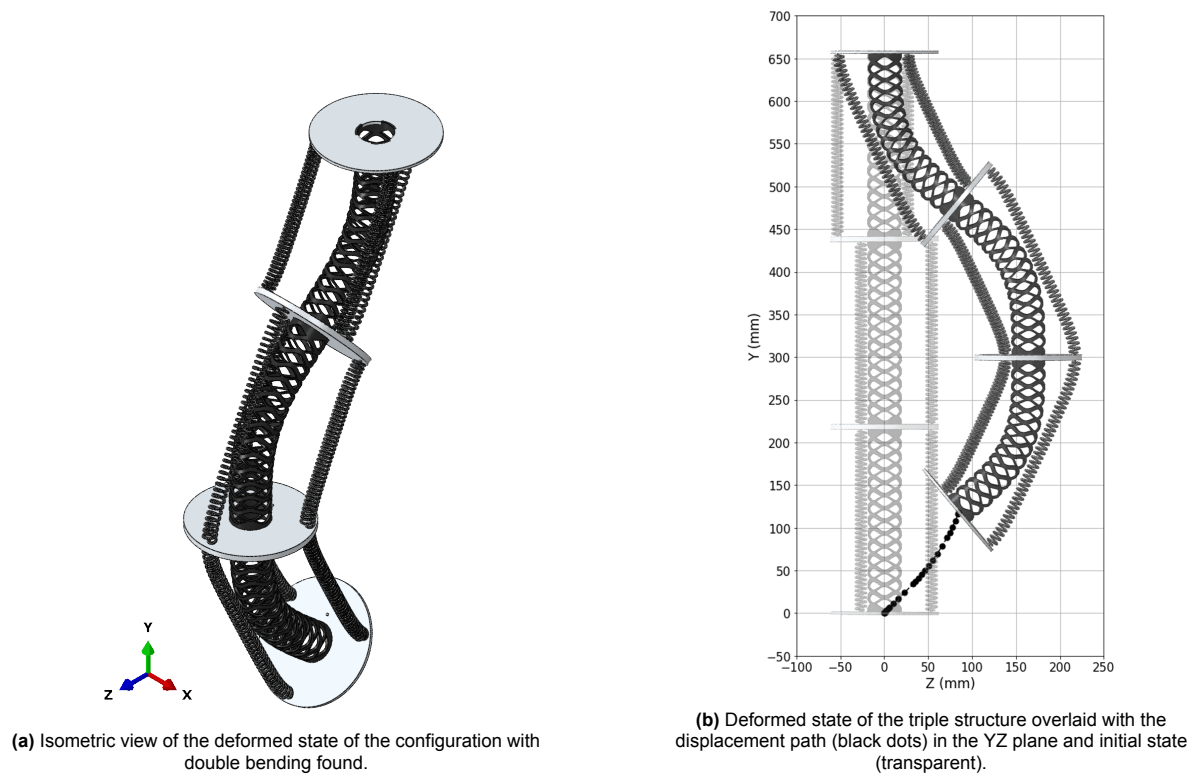 Y
Z
X
(a) Isometric view of the deformed state of the configuration with
double bending found.
700
650
600
550
500
450
400
350
300
250
200
150
100
50
0
−50
Y (mm)
−100
−50
0
50
100
150
200
250
Z (mm)
(b) Deformed state of the triple structure overlaid with the
displacement path (black dots) in the YZ plane and initial state
(transparent).